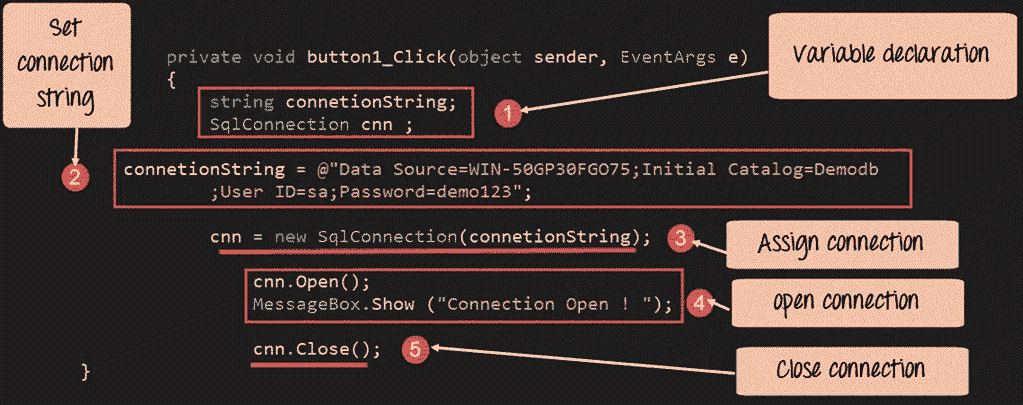 Set
connection
string
private void button1_Click(object sender, EventArgs e)
Variable declaration
{
string connetionString;
SqlConnection cnn ;
1
2
connetionString = @"Data Source=WIN-50GP30FGO75;Initial Catalog=Demodb
;User ID=sa;Password=demo123";
cnn = new SqlConnection(connetionString);
3
Assign connection
cnn.Open();
MessageBox.Show ("Connection Open ! ");
4
open connection
cnn.Close();
5
Close connection
}